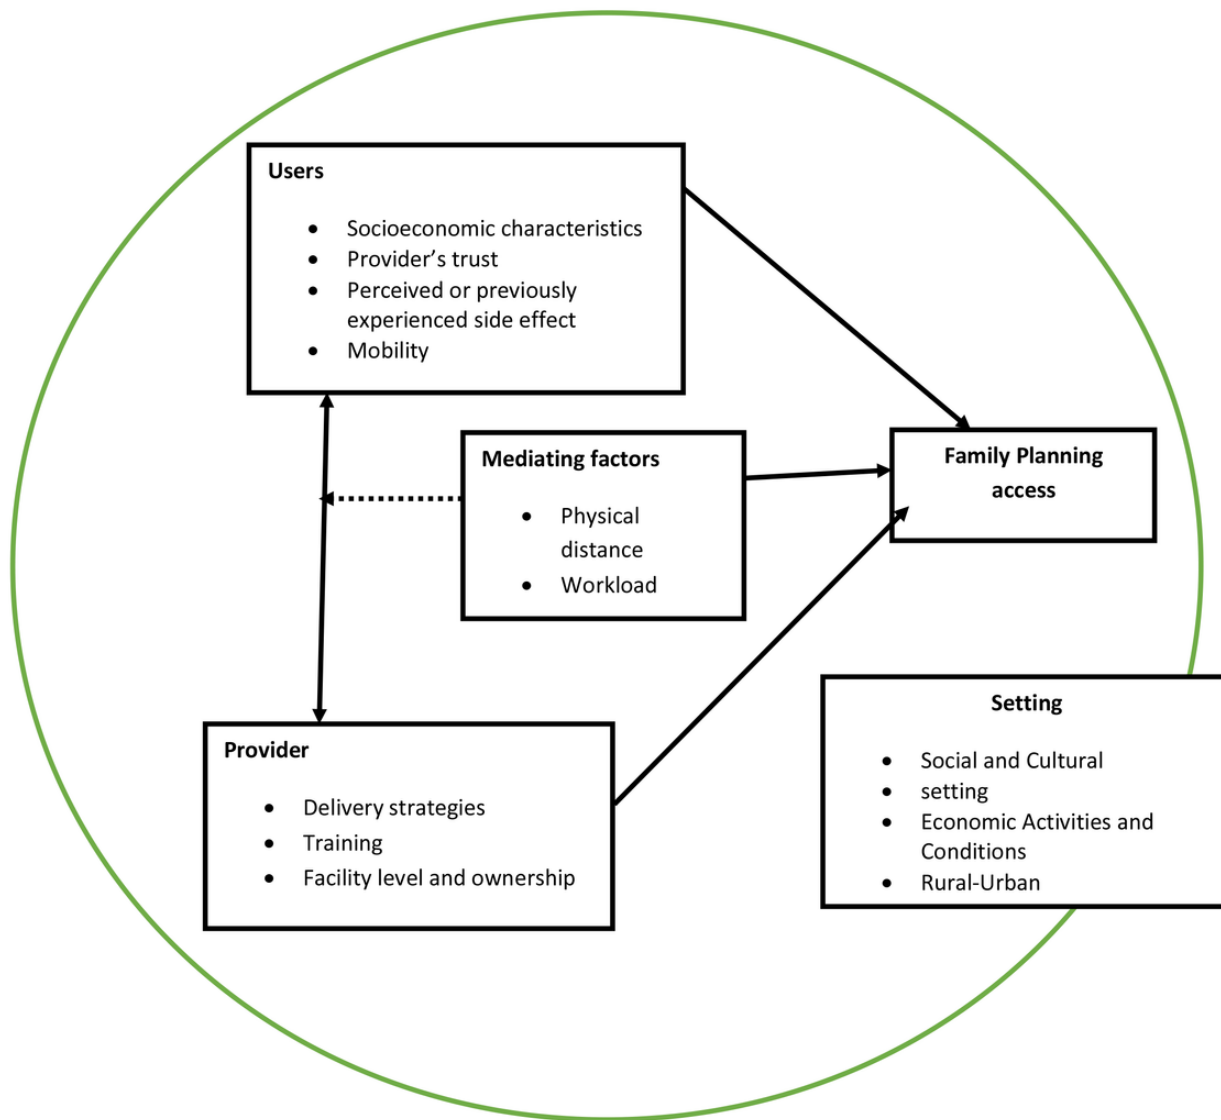 Users
• Socioeconomic characteristics
• Provider’s trust
• Perceived or previously
experienced side effect
• Mobility
Mediating factors
• Physical
distance
• Workload
Family Planning
access
Provider
• Delivery strategies
• Training
• Facility level and ownership
Setting
• Social and Cultural
• setting
• Economic Activities and
Conditions
• Rural-Urban